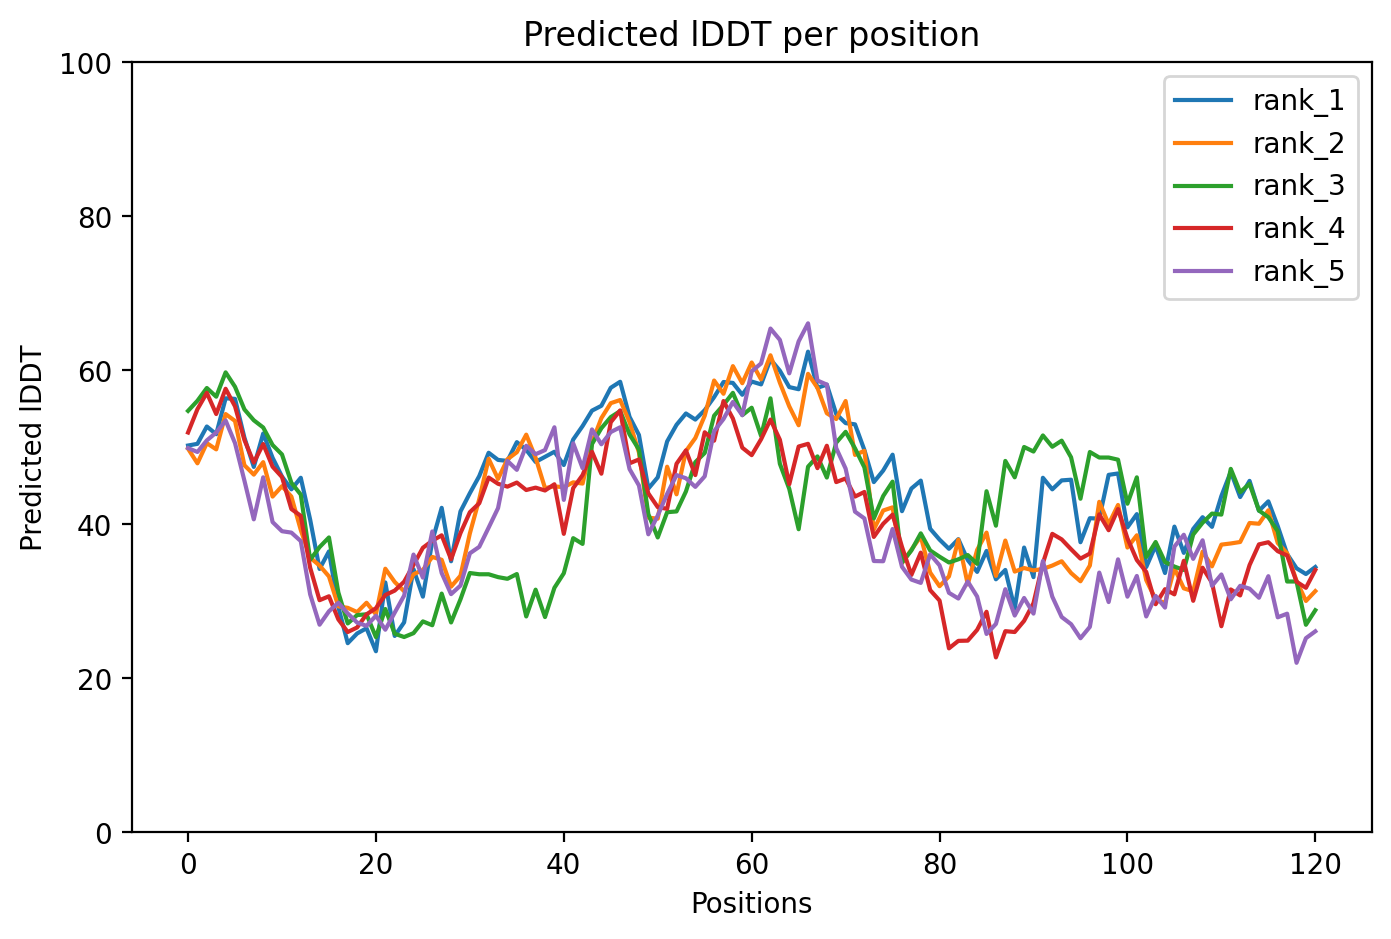 Predicted lDDT per position
100
80
60
40
20
0
Predicted lDDT
0 20 40 60 80 100 120
Positions
rank_1
rank_2
rank_3
rank_4
rank_5